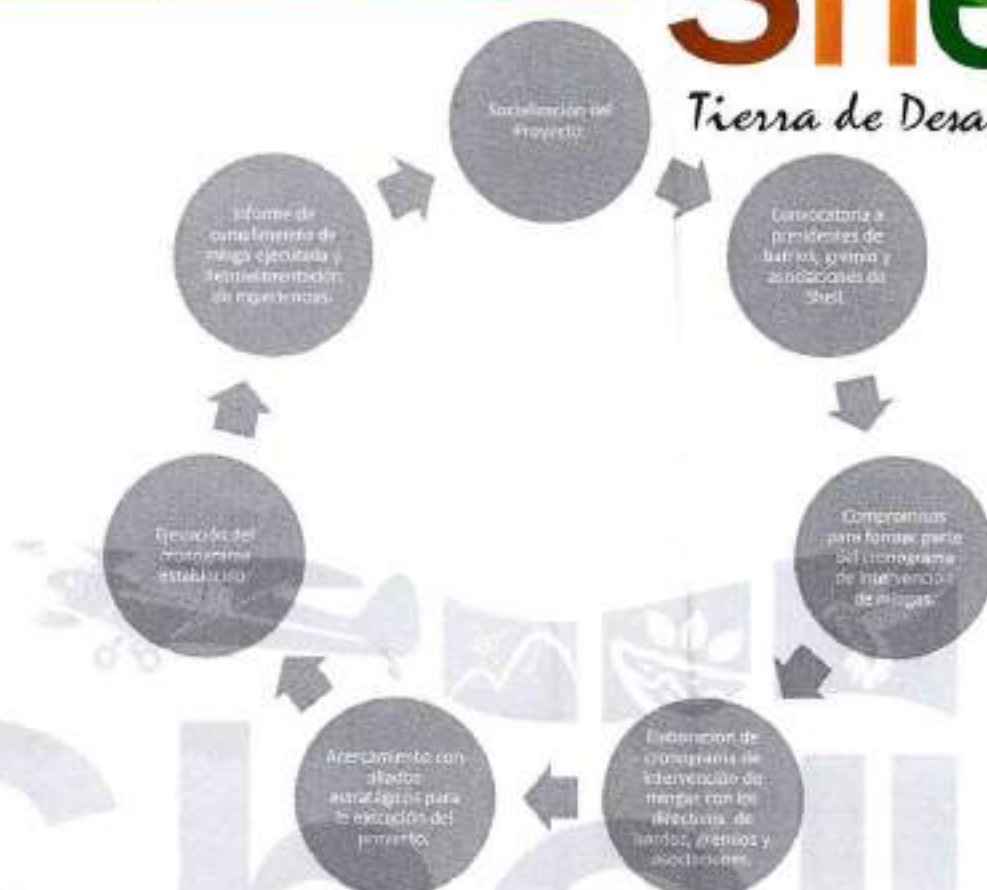 She
Tierra de Desa
Socialización del
Proyecto
Convocatoria a
presidentes de
barrios, gremio y
asociaciones de
Shell.
Compromisos
para formar parte
del cronograma
de intervención
de mingas.
Elaboración de
cronograma de
intervención de
mingas con los
directivos de
barrios, gremios y
asociaciones.
Acercamiento con
aliados
estratégicos para
la ejecución del
proyecto.
Ejecución del
cronograma
establecido
Informe de
cumplimiento de
minga ejecutada y
Retroalimentación
de experiencias.